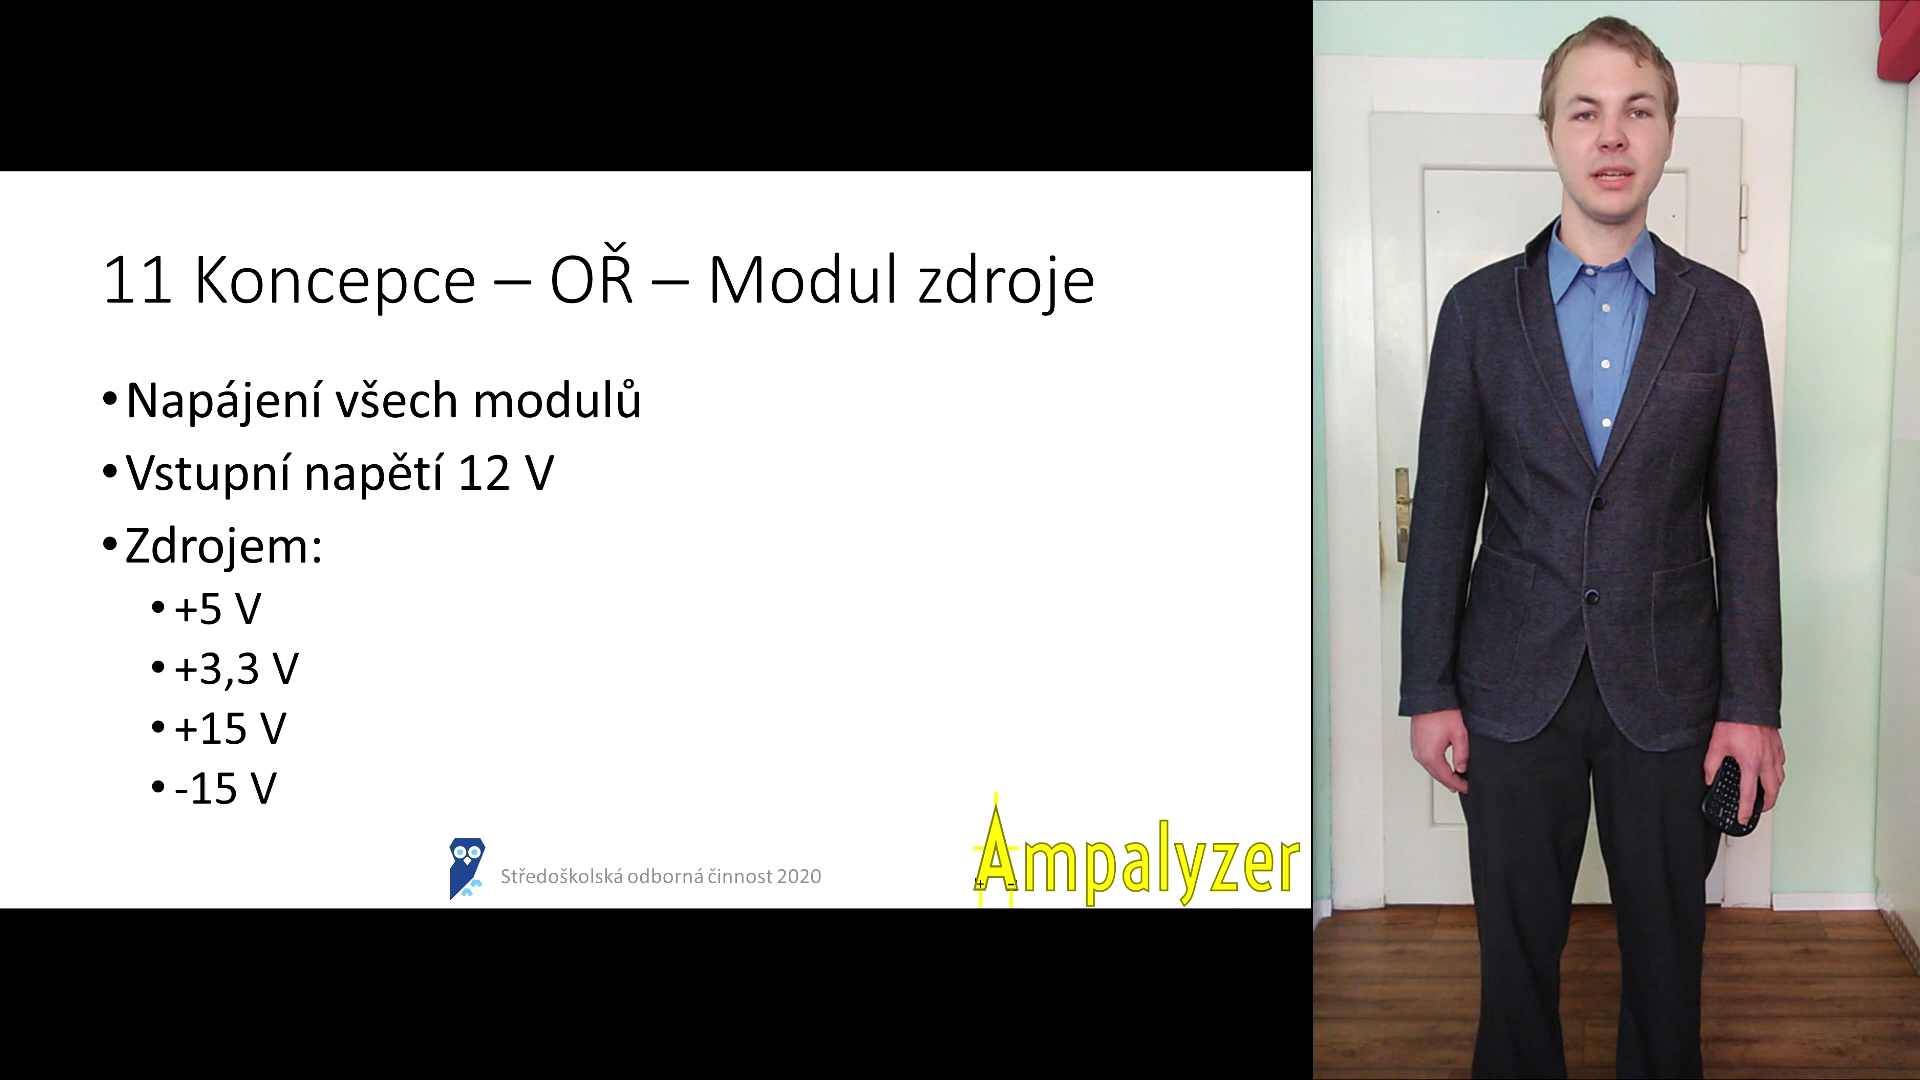 11 Koncepce – OŘ – Modul zdroje
•Napájení všech modulů
•Vstupní napětí 12 V
•Zdrojem:
•+5 V
•+3,3 V
•+15 V
•-15 V
Středoškolská odborná činnost 2020
Ampalyzer